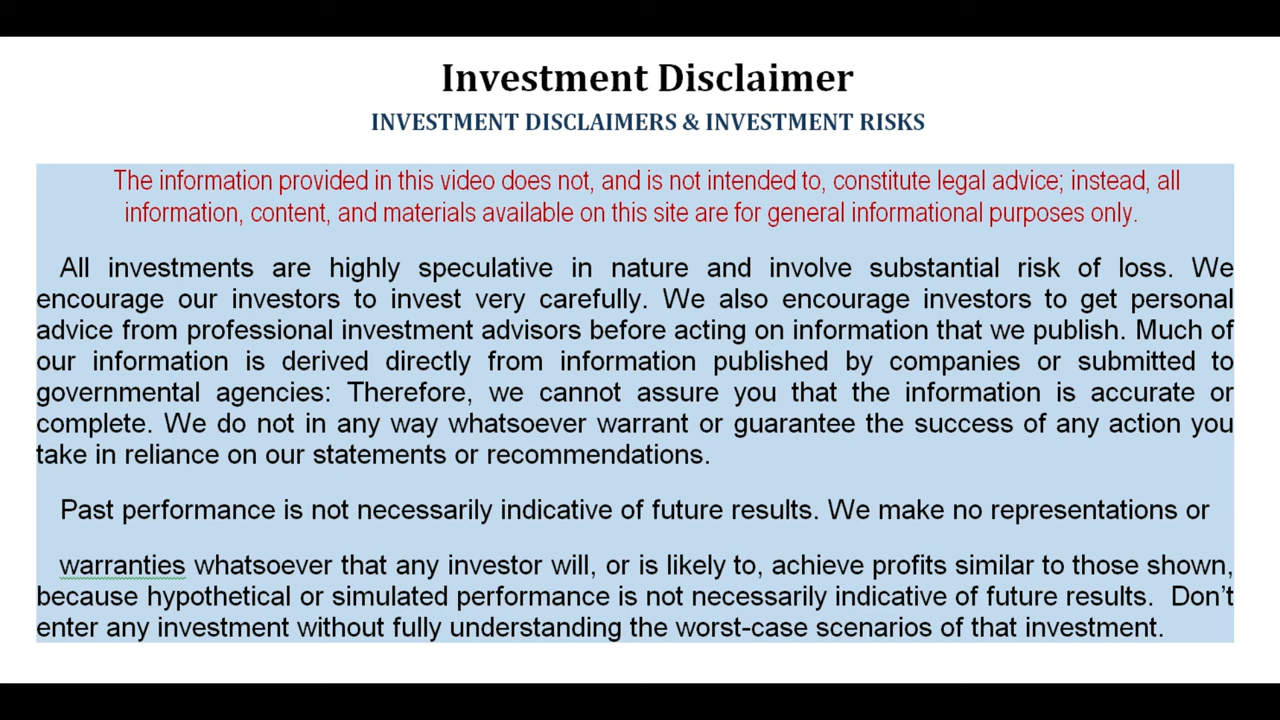 Investment Disclaimer
INVESTMENT DISCLAIMERS & INVESTMENT RISKS
The information provided in this video does not, and is not intended to, constitute legal advice; instead, all
information, content, and materials available on this site are for general informational purposes only.
All investments are highly speculative in nature and involve substantial risk of loss. We
encourage our investors to invest very carefully. We also encourage investors to get personal
advice from professional investment advisors before acting on information that we publish. Much of
our information is derived directly from information published by companies or submitted to
governmental agencies: Therefore, we cannot assure you that the information is accurate or
complete. We do not in any way whatsoever warrant or guarantee the success of any action you
take in reliance on our statements or recommendations.
Past performance is not necessarily indicative of future results. We make no representations or
warranties whatsoever that any investor will, or is likely to, achieve profits similar to those shown,
because hypothetical or simulated performance is not necessarily indicative of future results.  Don’t
enter any investment without fully understanding the worst-case scenarios of that investment.